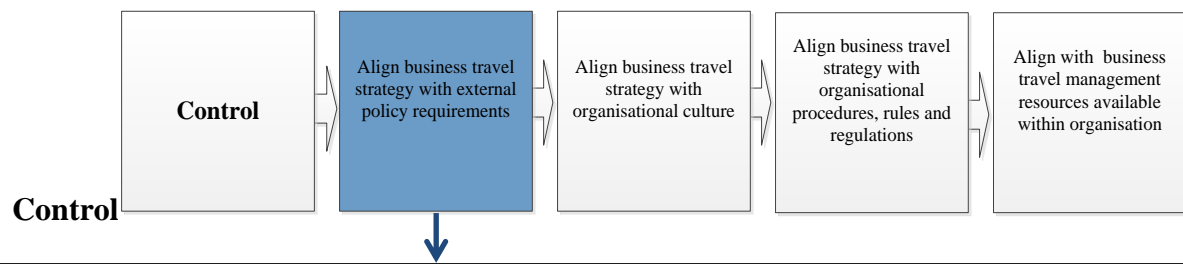 Control
Align business travel
strategy with external
policy requirements
Align business travel
strategy with
organisational culture
Align business travel
strategy with
organisational
procedures, rules and
regulations
Align with  business
travel management
resources available
within organisation
Control